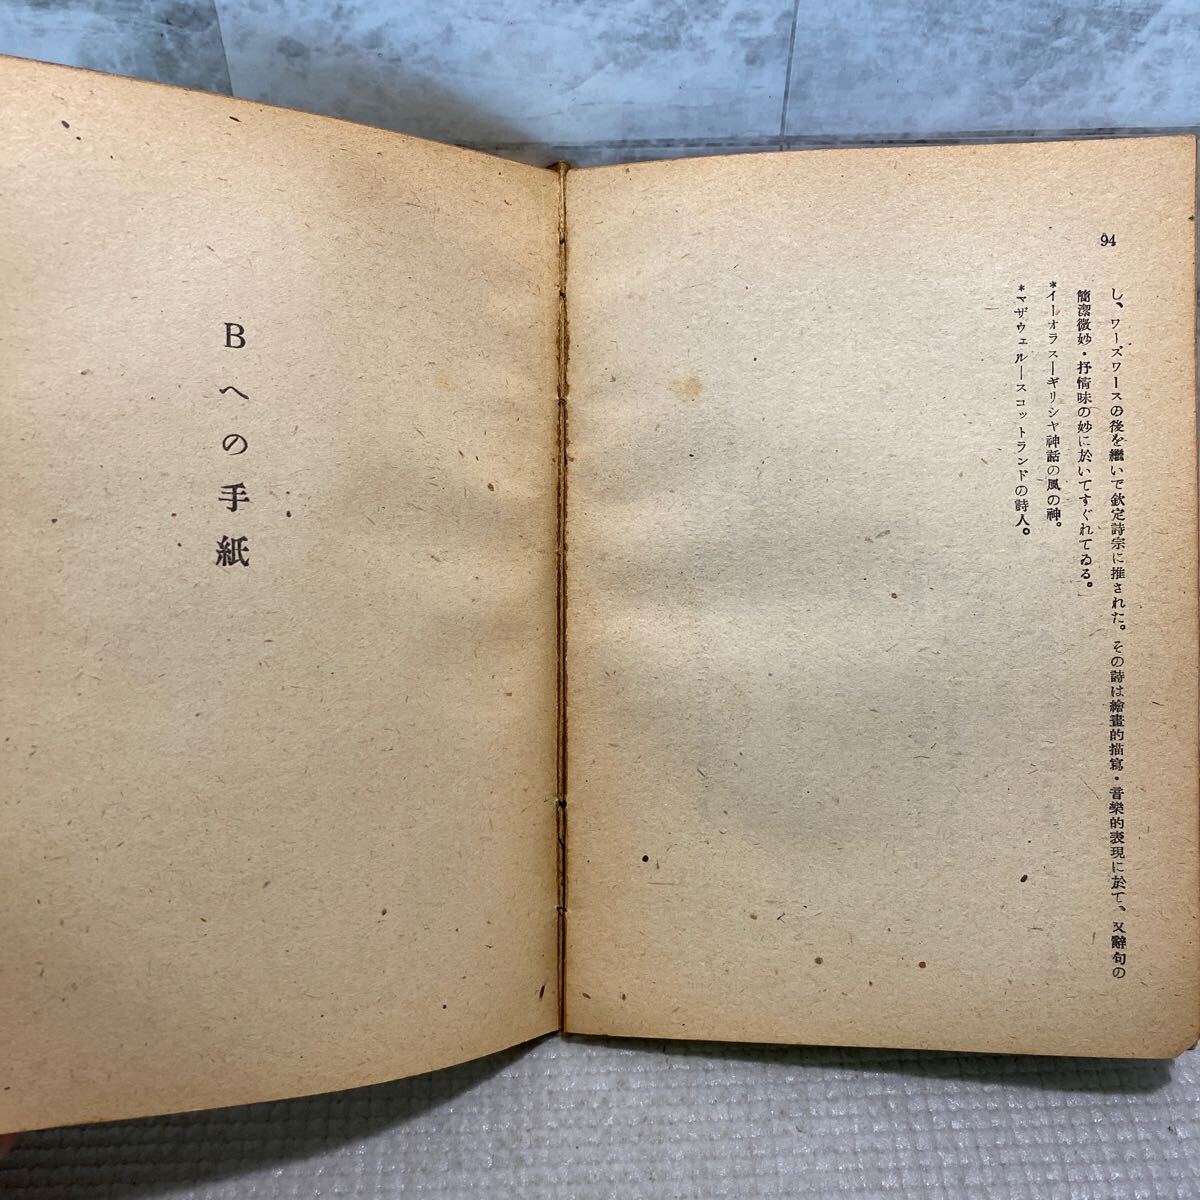 94
し、ワーズワースの後を繼いで欽定詩宗に推された。その詩は繪畫的描寫・音樂的表現に於て、又辭句の
簡潔微妙・抒情味の妙に於いてすぐれてゐる。
*イーオラスーギリシヤ神話の風の神。
*マザウェルースコットランドの詩人。
Bへの手紙